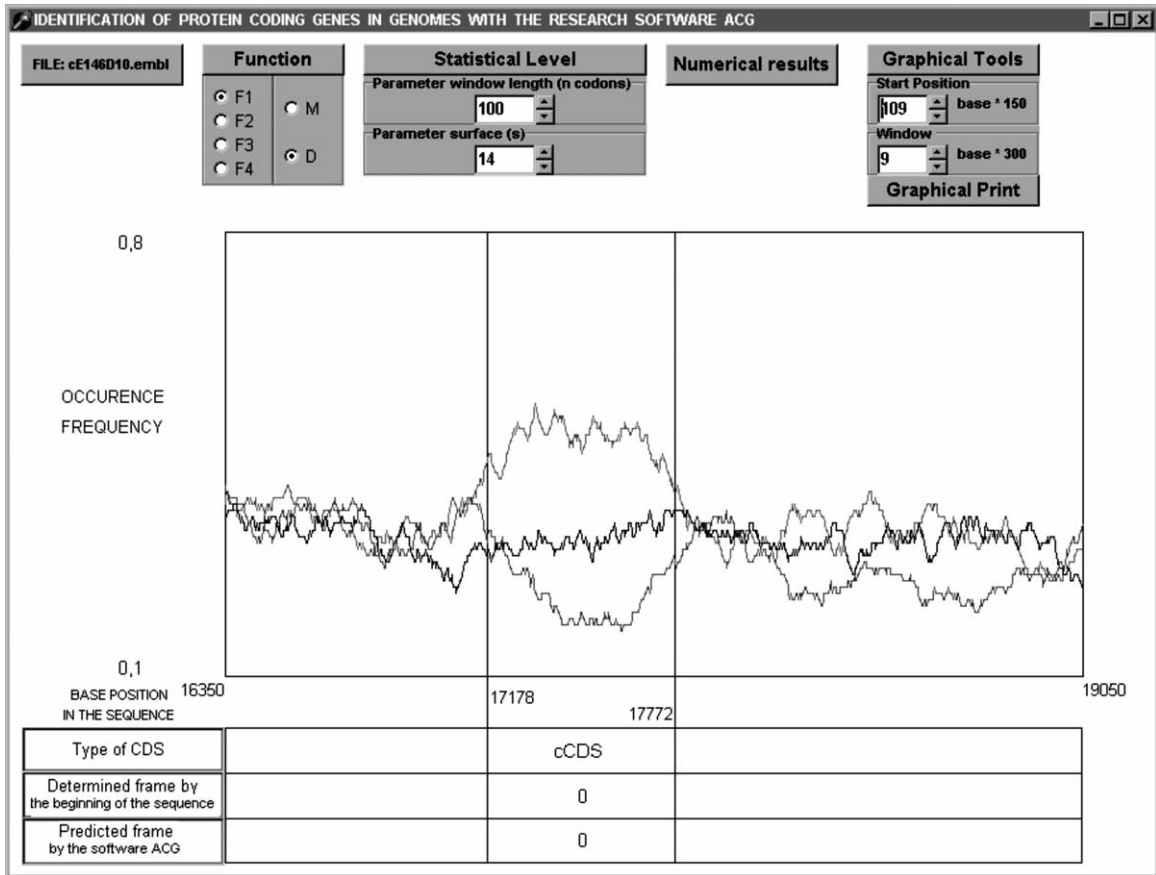 IDENTIFICATION OF PROTEIN CODING GENES IN GENOMES WITH THE RESEARCH SOFTWARE ACG
FILE: cE146D10.embl
Function
F1
F2
F3
F4
M
D
Statistical Level
Parameter window length (n codons)
100
Parameter surface (s)
14
Numerical results
Graphical Tools
Start Position
109 base * 150
Window
9 base * 300
Graphical Print
0,8
OCCURENCE
FREQUENCY
0,1
BASE POSITION
IN THE SEQUENCE
16350
17178
17772
19050
Type of CDS
cCDS
Determined frame by
the beginning of the sequence
0
Predicted frame
by the software ACG
0